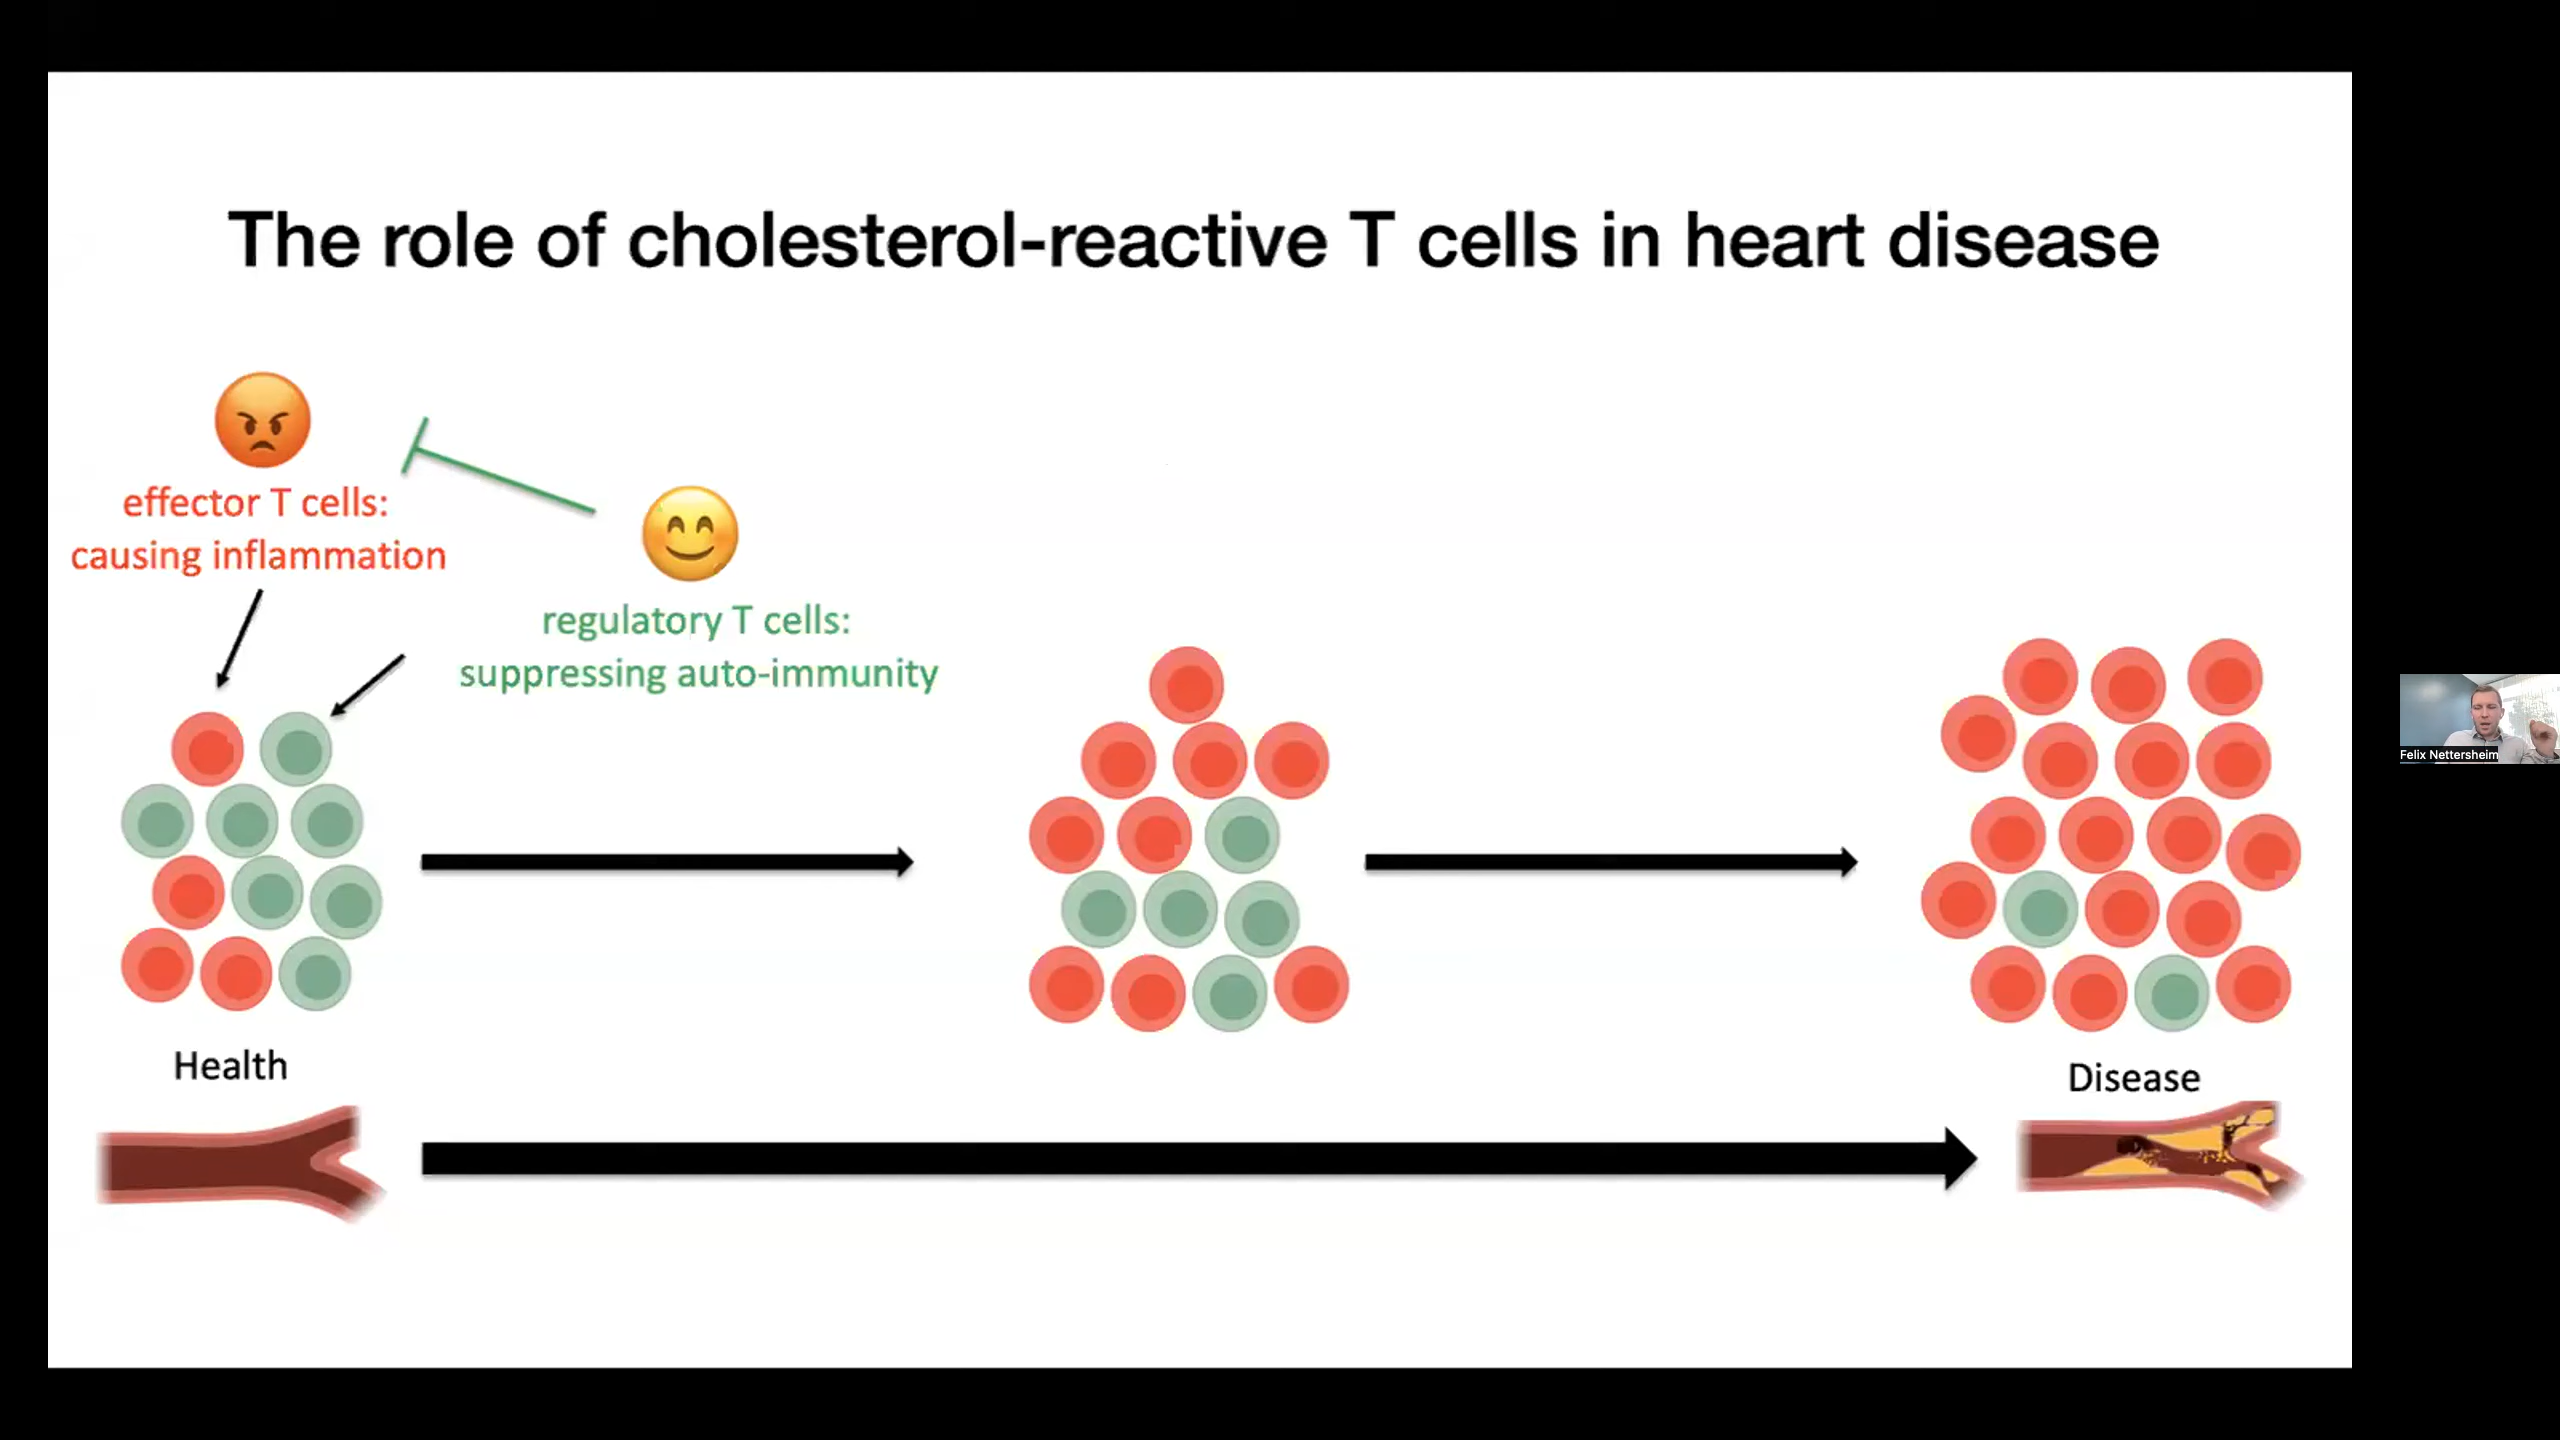 The role of cholesterol-reactive T cells in heart disease
effector T cells:
causing inflammation
regulatory T cells:
suppressing auto-immunity
Health
Disease
Felix Nettersheim